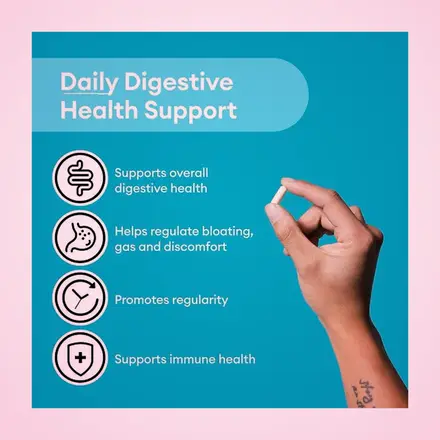 Daily Digestive
Health Support
Supports overall
digestive health
Helps regulate bloating,
gas and discomfort
Promotes regularity
Supports immune health